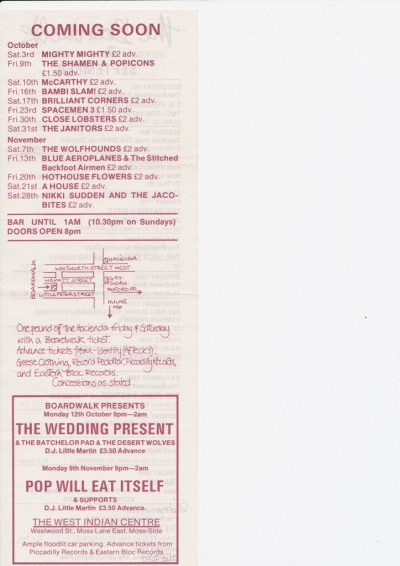 COMING SOON
October
Sat.3rd MIGHTY MIGHTY £2 adv.
Fri.9th THE SHAMEN & POPICONS
£1.50 adv.
Sat.10th McCARTHY £2 adv.
Fri.16th BAMBI SLAM! £2 adv.
Sat.17th BRILLIANT CORNERS £2 adv.
Fri.23rd SPACEMEN 3 £1.50 adv.
Fri.30th CLOSE LOBSTERS £2 adv.
Sat.31st THE JANITORS £2 adv.
November
Sat.7th THE WOLFHOUNDS £2 adv.
Fri.13th BLUE AEROPLANES & The Stitched
Backfoot Airmen £2 adv.
Fri.20th HOTHOUSE FLOWERS £2 adv.
Sat.21st A HOUSE £2 adv.
Sat.28th NIKKI SUDDEN AND THE JACO-
BITES £2 adv.
BAR UNTIL 1AM (10.30pm on Sundays)
DOORS OPEN 8pm
HACIENDA
WHITWORTH STREET WEST
BOARDWALK
LITTLE PETER STREET
HULME
One pound off the Hacienda Friday & Saturday
with a Boardwalk ticket.
Advance tickets from:- Identity (Afflecks),
Geese Clothing, Record Peddlar, Piccadilly Records,
and Eastern Bloc Records.
Concessions as stated.
BOARDWALK PRESENTS
Monday 12th October 9pm—2am
THE WEDDING PRESENT
& THE BATCHELOR PAD & THE DESERT WOLVES
D.J. Little Martin £3.50 Advance
Monday 9th November 9pm—2am
POP WILL EAT ITSELF
& SUPPORTS
D.J. Little Martin £3.50 Advance.
THE WEST INDIAN CENTRE
Westwood St., Moss Lane East, Moss-Side
Ample floodlit car parking. Advance tickets from
Piccadilly Records & Eastern Bloc Records